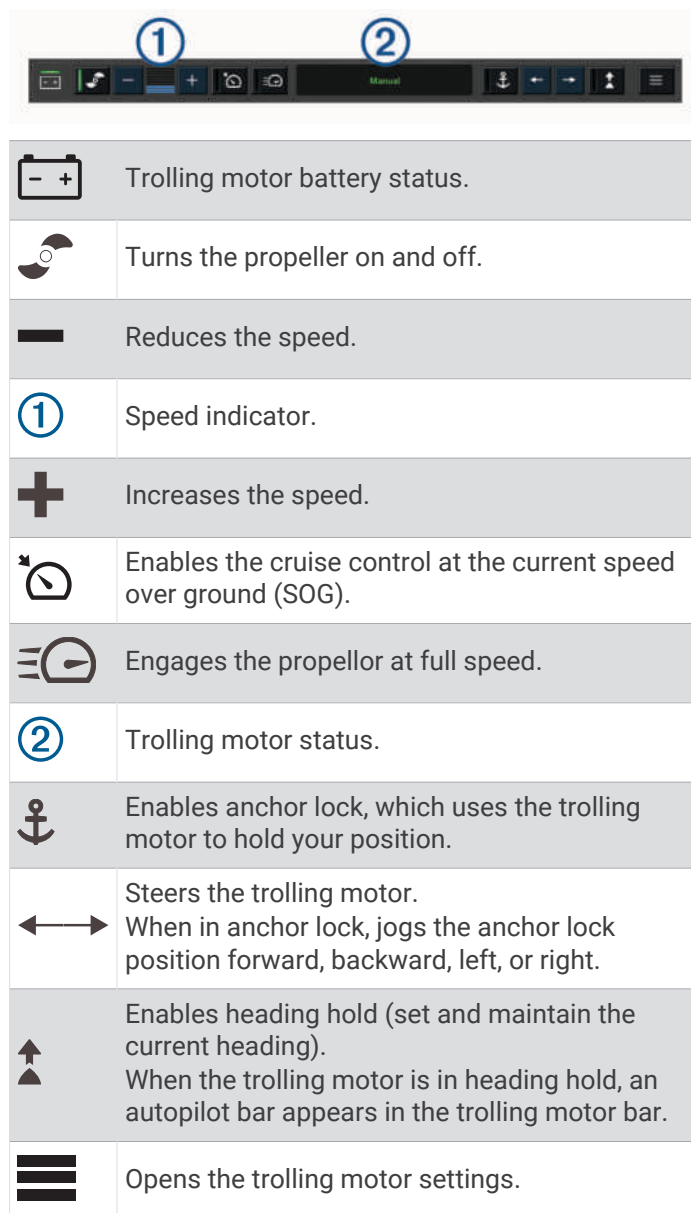 1
2
Manual
Trolling motor battery status.
Turns the propeller on and off.
Reduces the speed.
1
Speed indicator.
Increases the speed.
Enables the cruise control at the current speed
over ground (SOG).
Engages the propellor at full speed.
2
Trolling motor status.
Enables anchor lock, which uses the trolling
motor to hold your position.
Steers the trolling motor.
When in anchor lock, jogs the anchor lock
position forward, backward, left, or right.
Enables heading hold (set and maintain the
current heading).
When the trolling motor is in heading hold, an
autopilot bar appears in the trolling motor bar.
Opens the trolling motor settings.